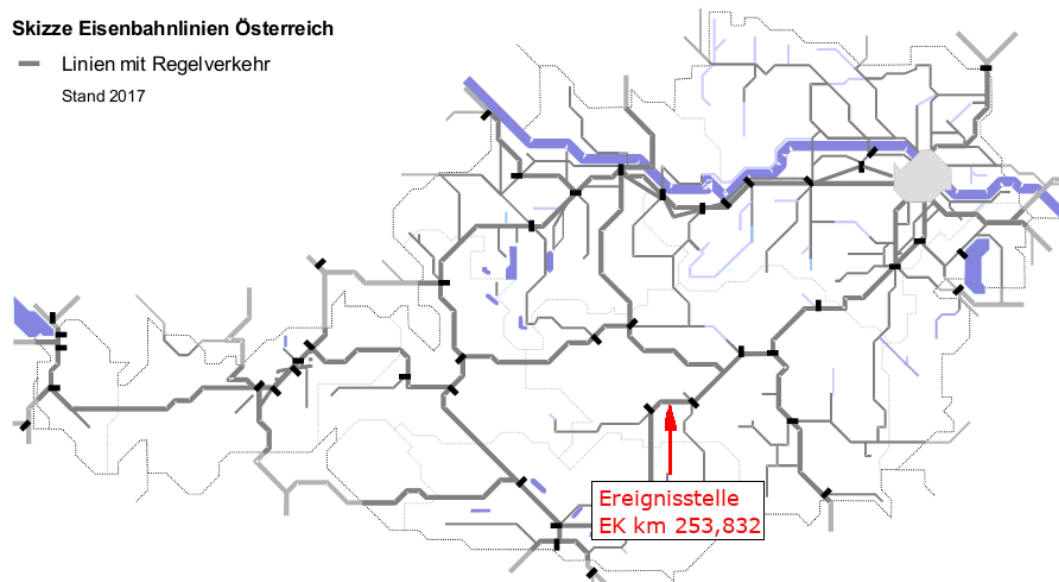 Skizze Eisenbahnlinien Österreich
Linien mit Regelverkehr
Stand 2017
Ereignisstelle
EK km 253,832